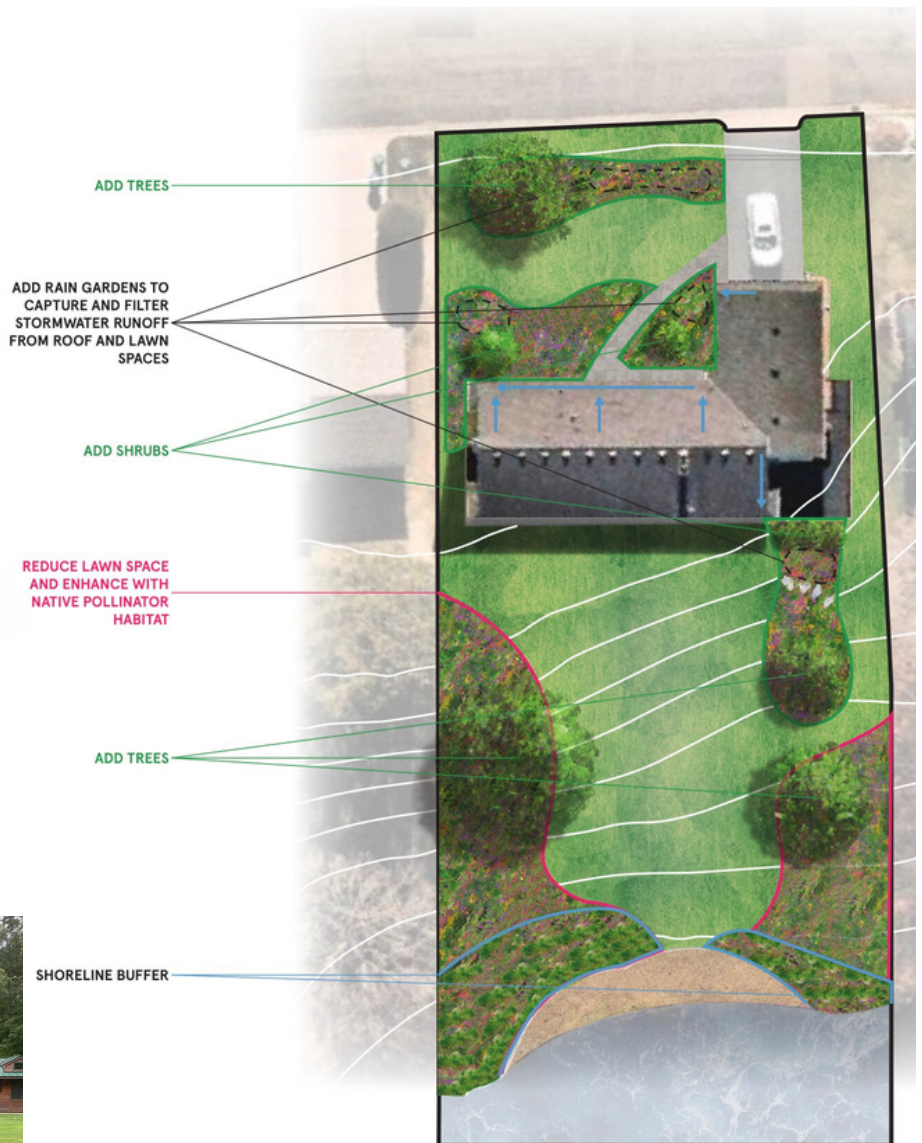 ADD TREES
ADD RAIN GARDENS TO
CAPTURE AND FILTER
STORMWATER RUNOFF
FROM ROOF AND LAWN
SPACES
ADD SHRUBS
REDUCE LAWN SPACE
AND ENHANCE WITH
NATIVE POLLINATOR
HABITAT
ADD TREES
SHORELINE BUFFER